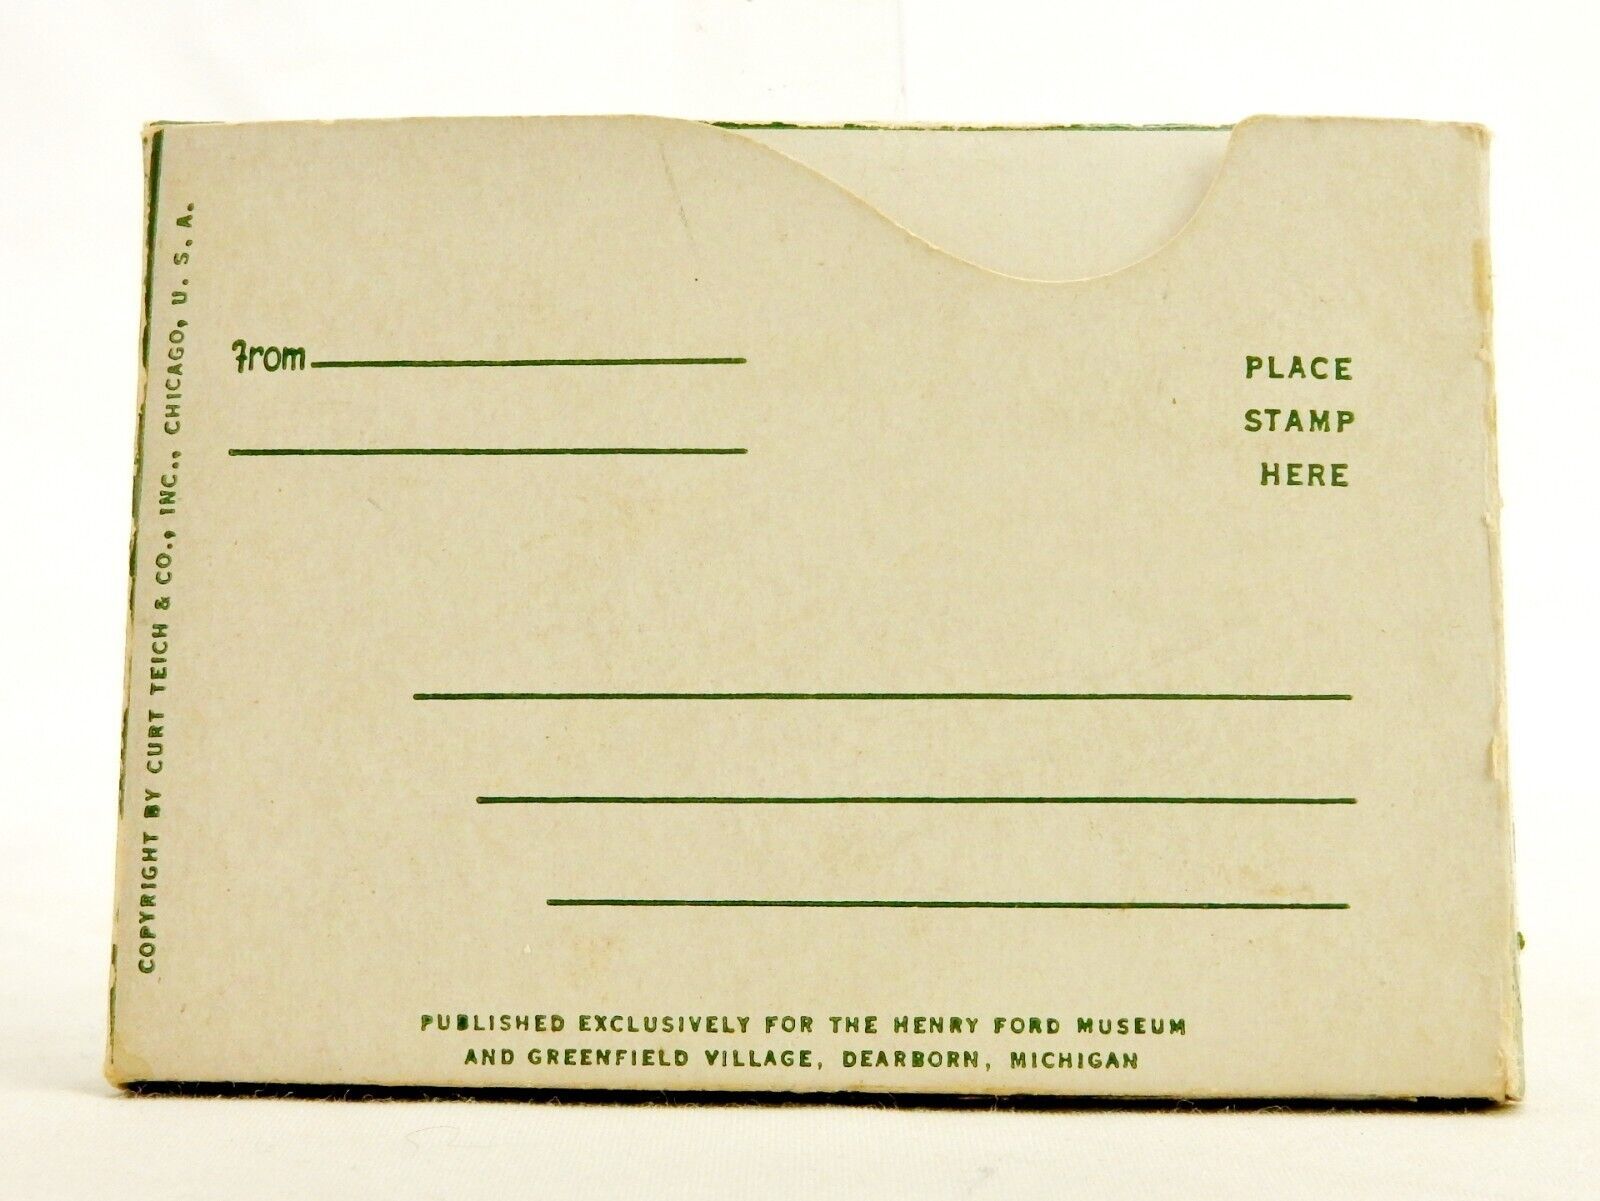 From
PLACE
STAMP
HERE
COPYRIGHT BY CURT TEICH & CO., INC., CHICAGO, U. S. A.
PUBLISHED EXCLUSIVELY FOR THE HENRY FORD MUSEUM
AND GREENFIELD VILLAGE, DEARBORN, MICHIGAN